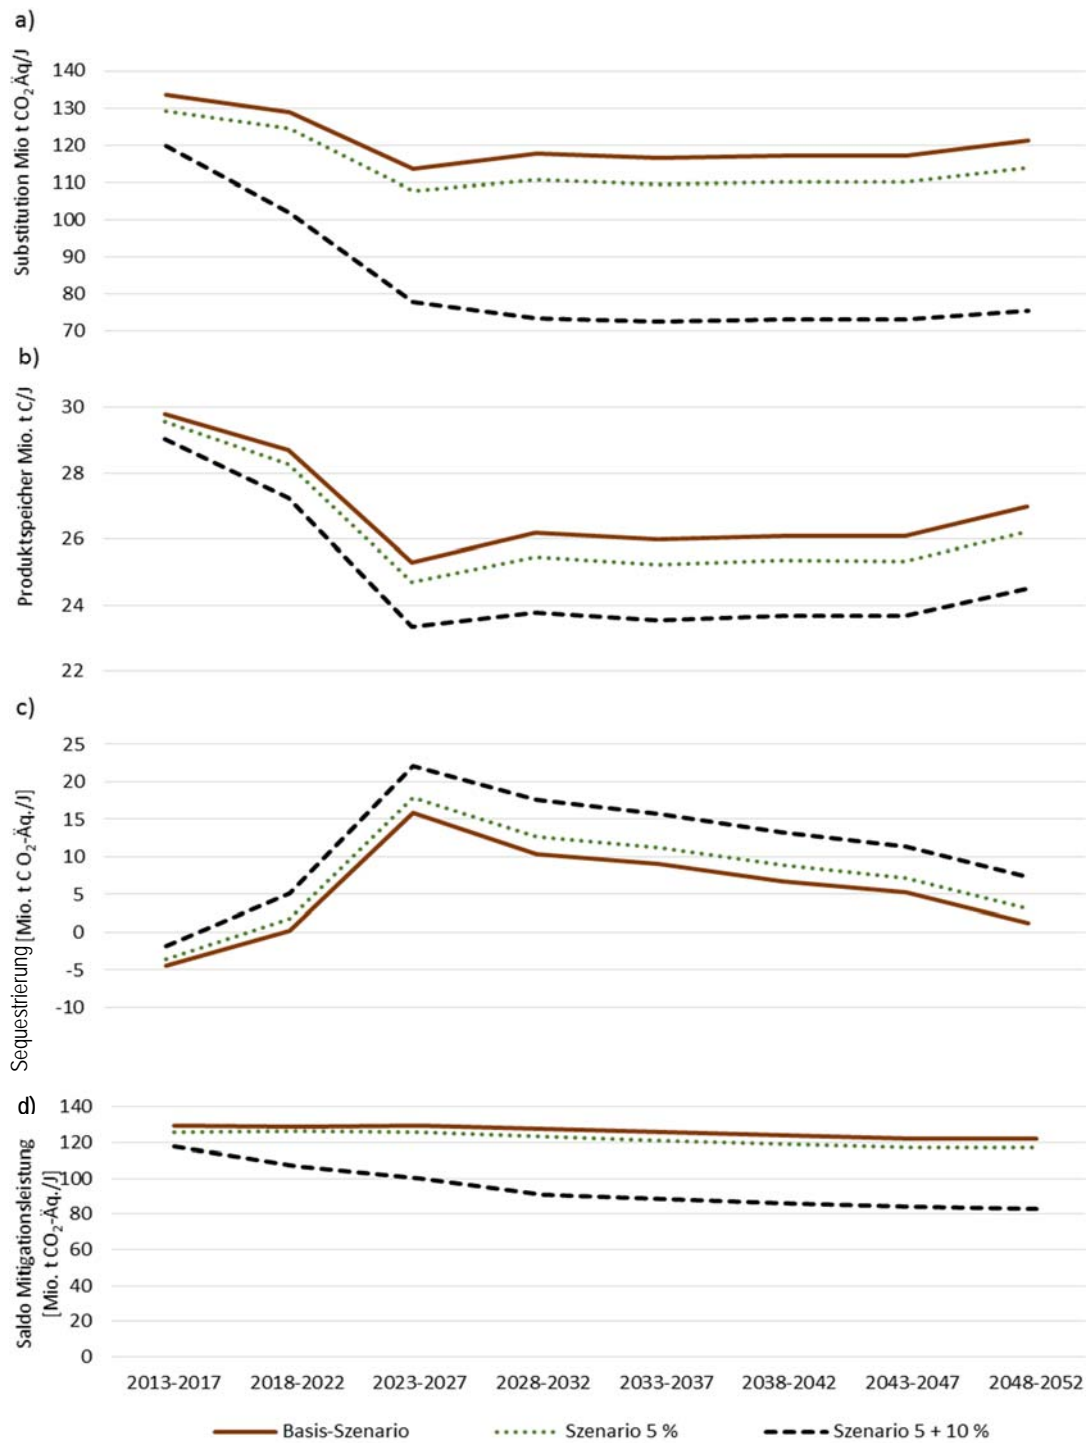 a)
Substitution Mio t CO₂ Äq/J
140
130
120
110
100
90
80
70
b)
Produktspeicher Mio. t C/J
30
28
26
24
22
c)
Sequestrierung [Mio. t C O₂-Äq./J]
25
20
15
10
5
0
-5
-10
d)
Saldo Mitigationsleistung
[Mio. t CO₂-Äq./J]
140
120
100
80
60
40
20
0
2013-2017 2018-2022 2023-2027 2028-2032 2033-2037 2038-2042 2043-2047 2048-2052
Basis-Szenario Szenario 5 % Szenario 5 + 10 %